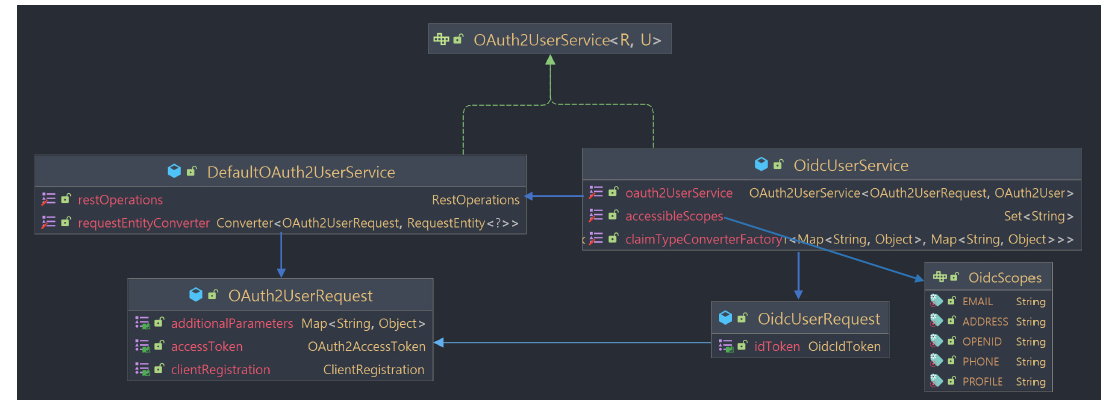 OAuth2UserService<R, U>
DefaultOAuth2UserService
restOperations RestOperations
requestEntityConverter Converter<OAuth2UserRequest, RequestEntity<?>>
OidcUserService
oauth2UserService OAuth2UserService<OAuth2UserRequest, OAuth2User>
accessibleScopes Set<String>
claimTypeConverterFactory <Map<String, Object>, Map<String, Object>>>
OAuth2UserRequest
additionalParameters Map<String, Object>
accessToken OAuth2AccessToken
clientRegistration ClientRegistration
OidcUserRequest
idToken OidcIdToken
OidcScopes
EMAIL String
ADDRESS String
OPENID String
PHONE String
PROFILE String